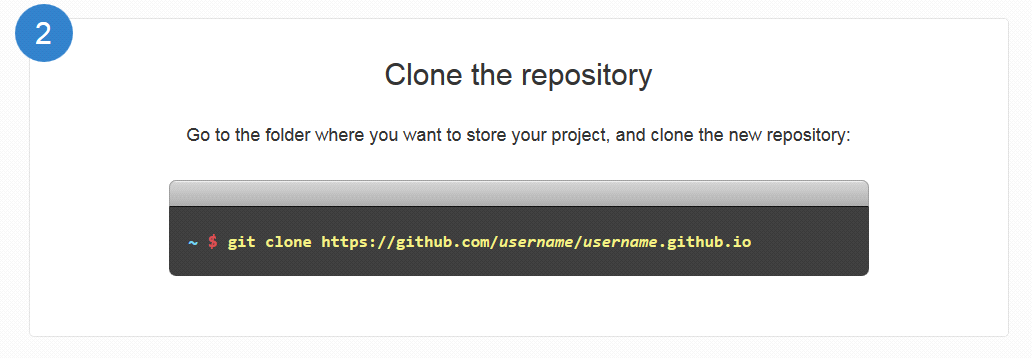 2
Clone the repository
Go to the folder where you want to store your project, and clone the new repository:
~ $ git clone https://github.com/username/username.github.io